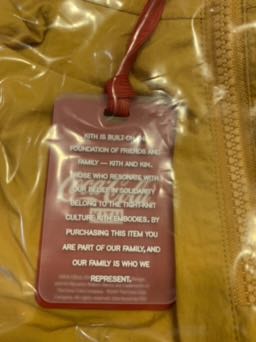 KITH IS BUILT ON THE
FOUNDATION OF FRIENDS AND
FAMILY — KITH AND KIN.
THOSE WHO RESONATE WITH
OUR BELIEF IN SOLIDARITY
BELONG TO THE TIGHT-KNIT
CULTURE KITH EMBODIES. BY
PURCHASING THIS ITEM YOU
ARE PART OF OUR FAMILY, AND
OUR FAMILY IS WHO WE
REPRESENT.